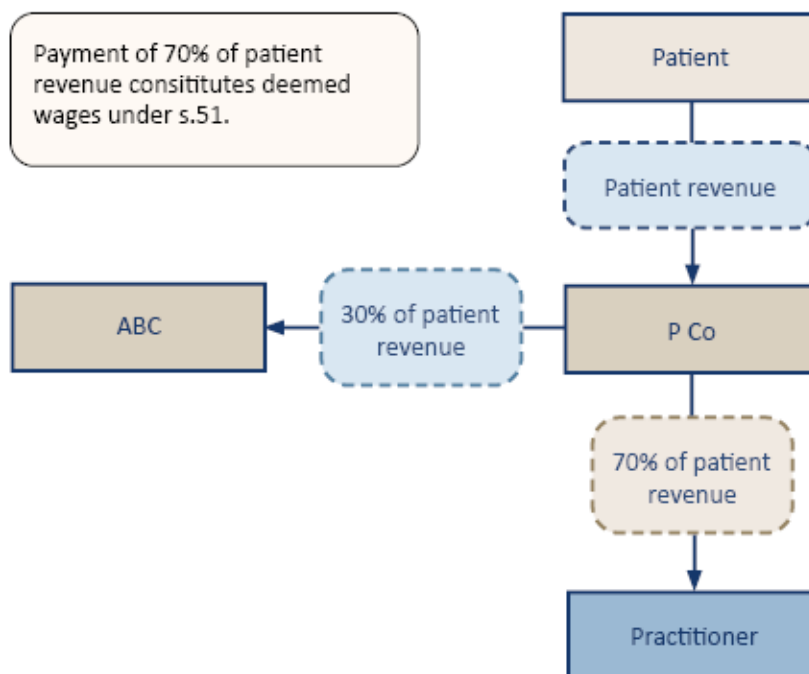 Payment of 70% of patient
revenue consititutes deemed
wages under s.51.
Patient
Patient revenue
ABC
30% of patient
revenue
P Co
70% of patient
revenue
Practitioner